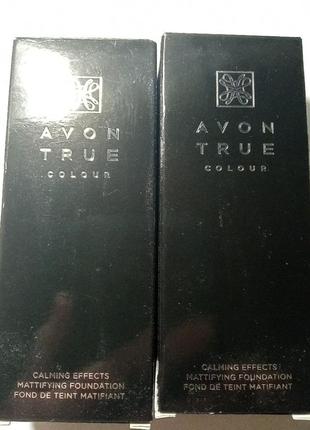 AVON
TRUE
COLOUR
CALMING EFFECTS
MATTIFYING FOUNDATION
FOND DE TEINT MATIFIANT
AVON
TRUE
COLOUR
CALMING EFFECTS
MATTIFYING FOUNDATION
FOND DE TEINT MATIFIANT